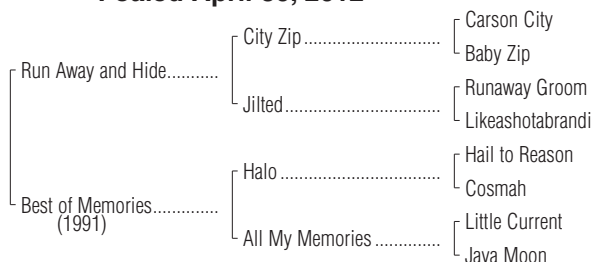 Foaled April 2012
Carson City
City Zip
Baby Zip
Run Away and Hide
Runaway Groom
Jilted
Likeashotabrandi
Hail to Reason
Halo
Cosmah
Best of Memories
(1991)
Little Current
All My Memories
Java Moon